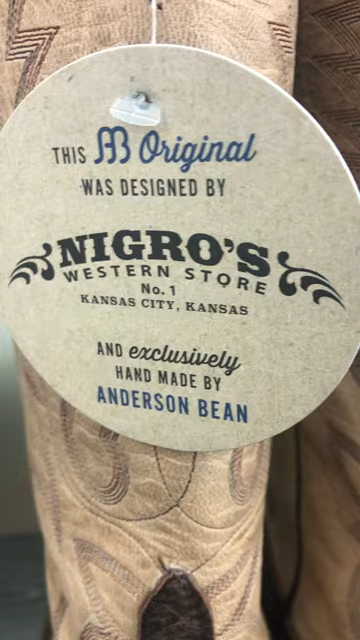 THIS AB Original
WAS DESIGNED BY
NIGRO'S
WESTERN STORE
No. 1
KANSAS CITY, KANSAS
AND exclusively
HAND MADE BY
ANDERSON BEAN